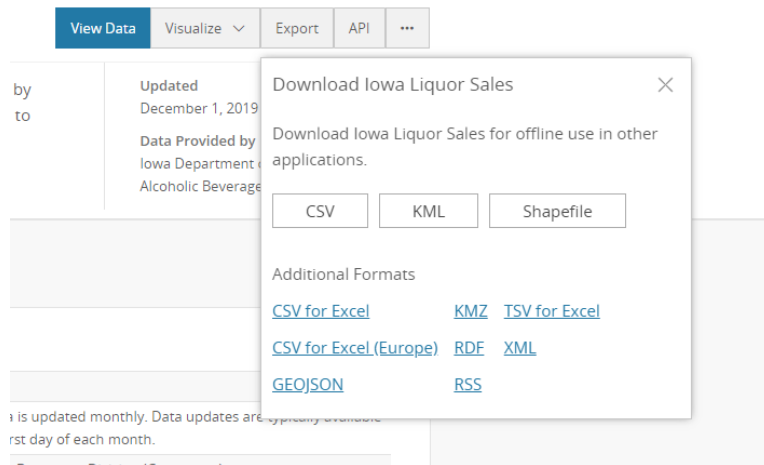 View Data Visualize Export API ...
by
to
Updated
December 1, 2019
Data Provided by
Iowa Department
Alcoholic Beverage
Download Iowa Liquor Sales
Download Iowa Liquor Sales for offline use in other
applications.
CSV KML Shapefile
Additional Formats
CSV for Excel KMZ TSV for Excel
CSV for Excel (Europe) RDF XML
GEOJSON RSS
is updated monthly. Data updates are typically available
rst day of each month.